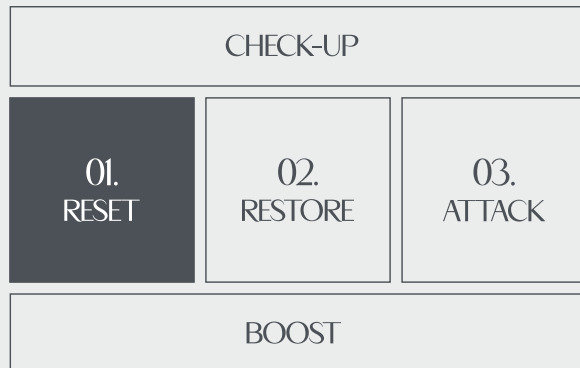 CHECK-UP
01.
RESET
02.
RESTORE
03.
ATTACK
BOOST